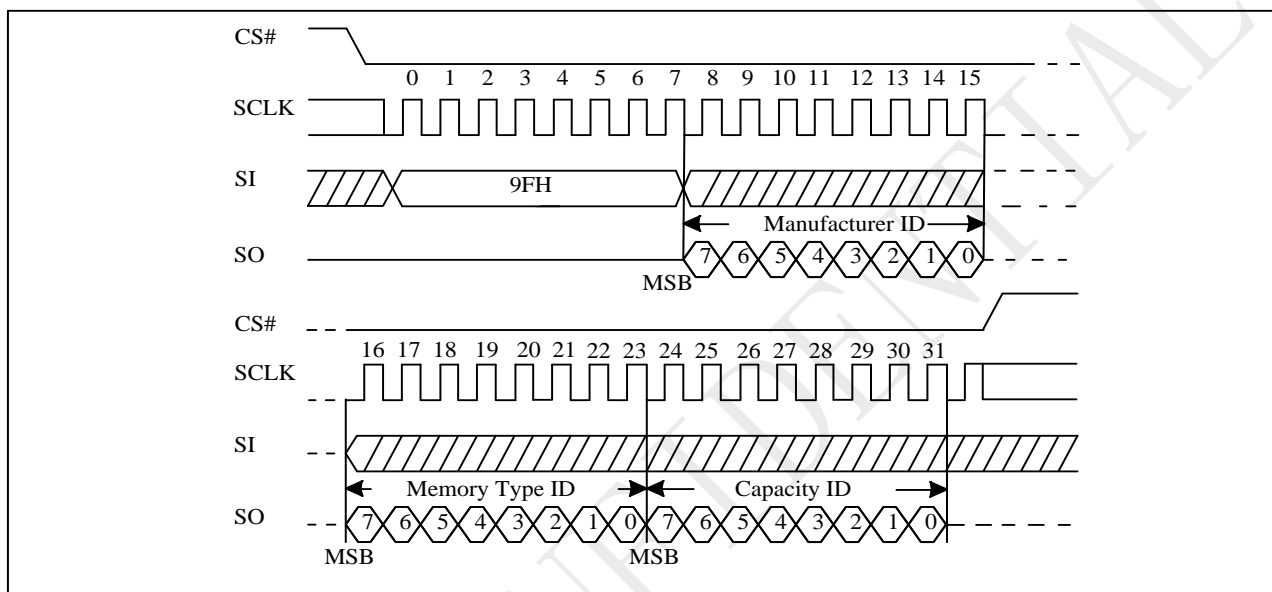 CS#
0 1 2 3 4 5 6 7 8 9 10 11 12 13 14 15
SCLK
SI
9FH
Manufacturer ID
SO
7 6 5 4 3 2 1 0
MSB
CS#
16 17 18 19 20 21 22 23 24 25 26 27 28 29 30 31
SCLK
SI
Memory Type ID Capacity ID
SO
7 6 5 4 3 2 1 0 7 6 5 4 3 2 1 0
MSB MSB